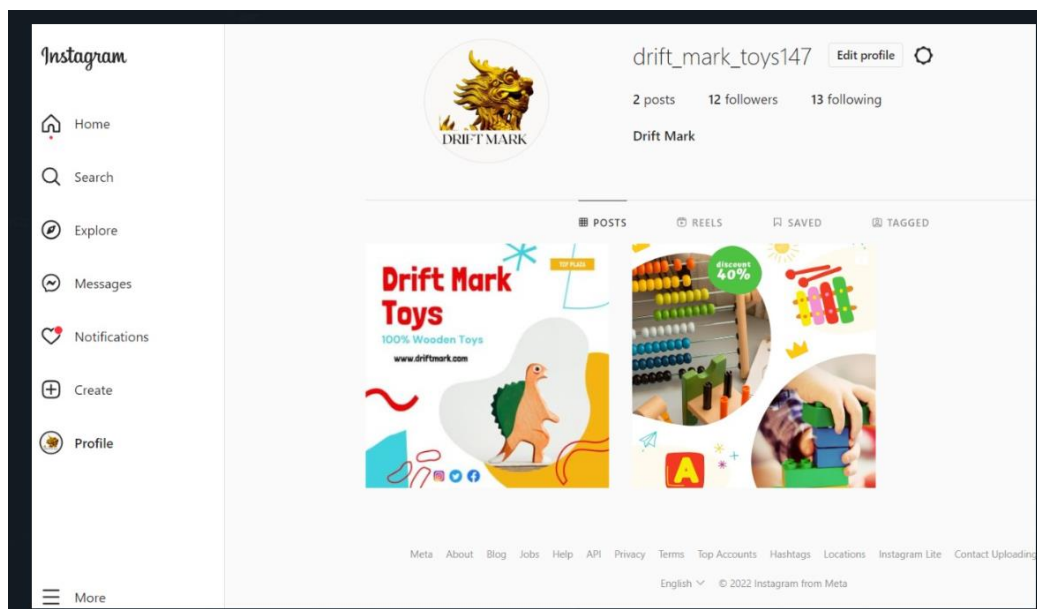 Instagram
Home
Search
Explore
Messages
Notifications
Create
Profile
More
drift_mark_toys147 Edit profile
2 posts 12 followers 13 following
Drift Mark
DRIFT MARK
POSTS REELS SAVED TAGGED
Drift Mark
Toys
100% Wooden Toys
www.driftmark.com
discount
40%
A
Meta About Blog Jobs Help API Privacy Terms Top Accounts Hashtags Locations Instagram Lite Contact Uploading
English © 2022 Instagram from Meta